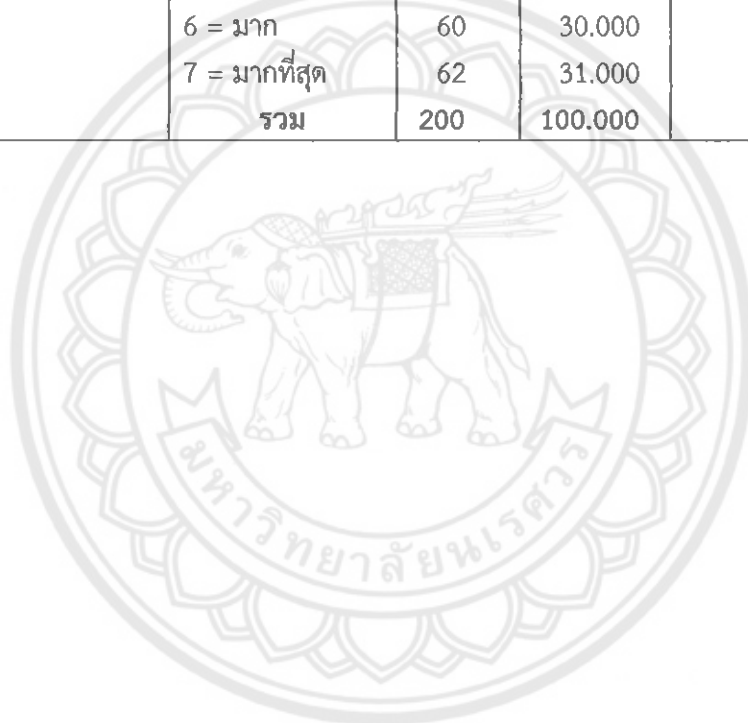 6 = มาก 60 30.000
7 = มากที่สุด 62 31.000
รวม 200 100.000
มหาวิทยาลัยนเรศวร